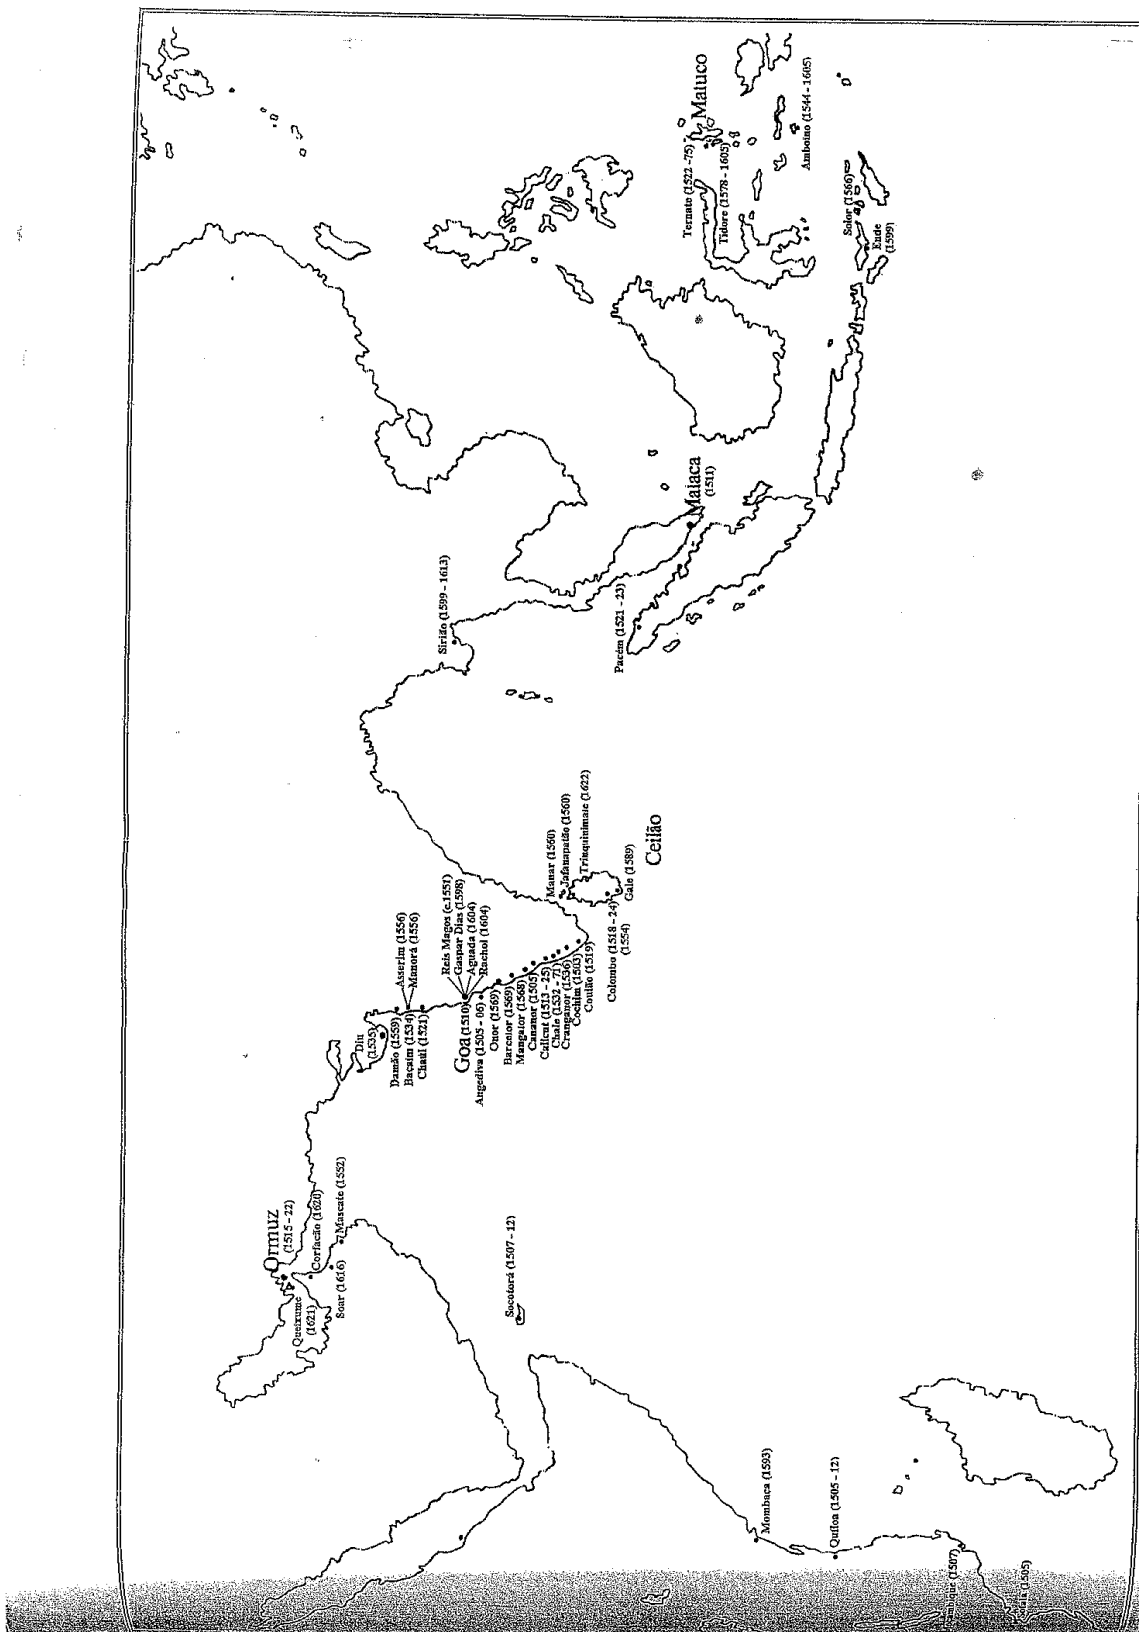 Ormuz
(1515 – 22)
Queixume
(1621)
Corfacão (1620)
Soar (1616)
Mascate (1552)
Socotorá (1507 – 12)
Mombaça (1593)
Quíloa (1505 – 12)
(1507)
(1505)
Diu
(1535)
Damão (1559)
Baçaim (1534)
Chaul (1521)
Asserim (1556)
Manorá (1556)
Reis Magos (c.1551)
Gaspar Dias (1598)
Aguada (1604)
Rachol (1604)
Goa (1510)
Angediva (1505 – 06)
Onor (1569)
Barcelor (1569)
Mangalor (1568)
Cananor (1505)
Calicut (1513 – 25)
Chale (1532 – 71)
Cranganor (1536)
Cochim (1503)
Coulão (1519)
Manar (1560)
Jafanapatão (1560)
Trinquinimale (1622)
Colombo (1518 – 24)
(1554)
Gale (1589)
Ceilão
Sirião (1599 – 1613)
Pacém (1521 – 23)
Malaca
(1511)
Ternate (1522 – 75)
Maluco
Tidore (1578 – 1605)
Amboino (1544 – 1605)
Solor (1566)
Ende
(1599)